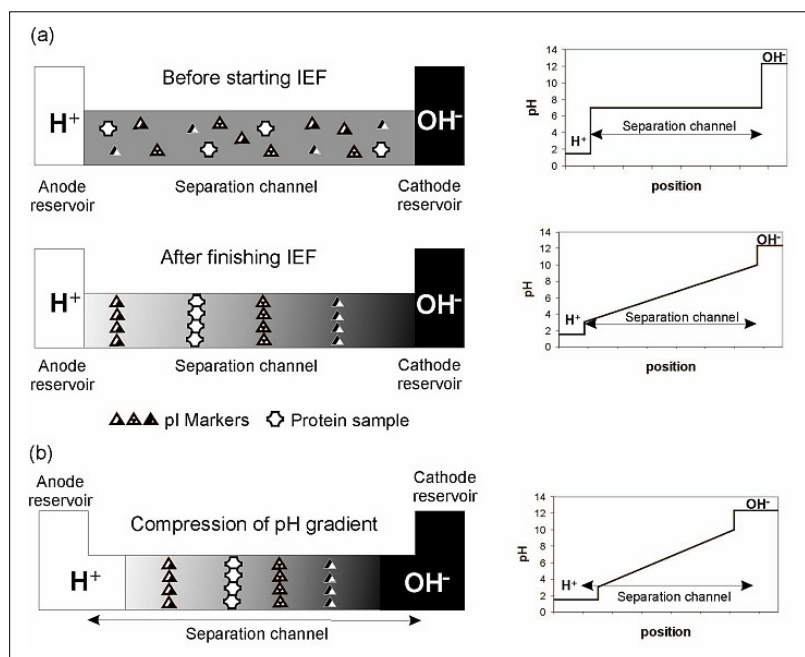 (a)
Before starting IEF
H+
OH-
Anode reservoir
Separation channel
Cathode reservoir
pH
14
12
10
8
6
4
2
0
OH-
H+
Separation channel
position
After finishing IEF
H+
OH-
Anode reservoir
Separation channel
Cathode reservoir
pH
14
12
10
8
6
4
2
0
OH-
H+
Separation channel
position
pI Markers
Protein sample
(b)
Anode
reservoir
Cathode
reservoir
Compression of pH gradient
H+
OH-
Separation channel
pH
14
12
10
8
6
4
2
0
OH-
H+
Separation channel
position